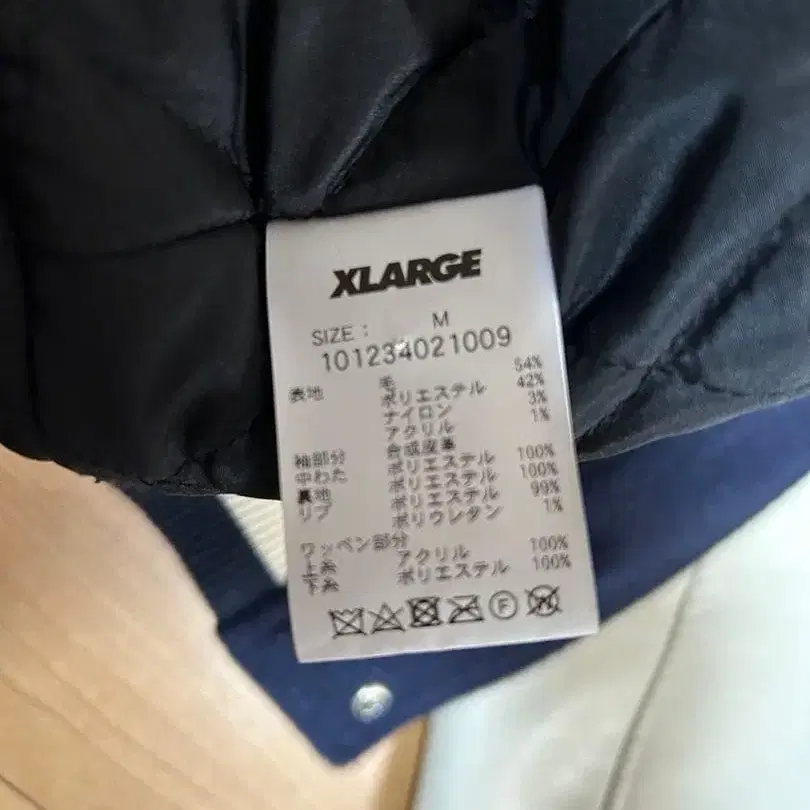 XLARGE
SIZE : M
101234021009
表地 毛 54%
ポリエステル 42%
ナイロン 3%
アクリル 1%
袖部分 合成皮革
中わた ポリエステル 100%
裏地 ポリエステル 100%
リブ ポリエステル 99%
ポリウレタン 1%
ワッペン部分
上糸 アクリル 100%
下糸 ポリエステル 100%
F W